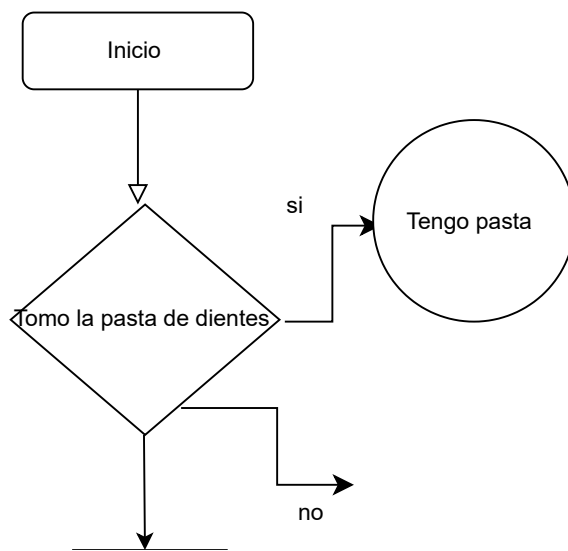 Inicio
si
Tengo pasta
Tomo la pasta de dientes
no